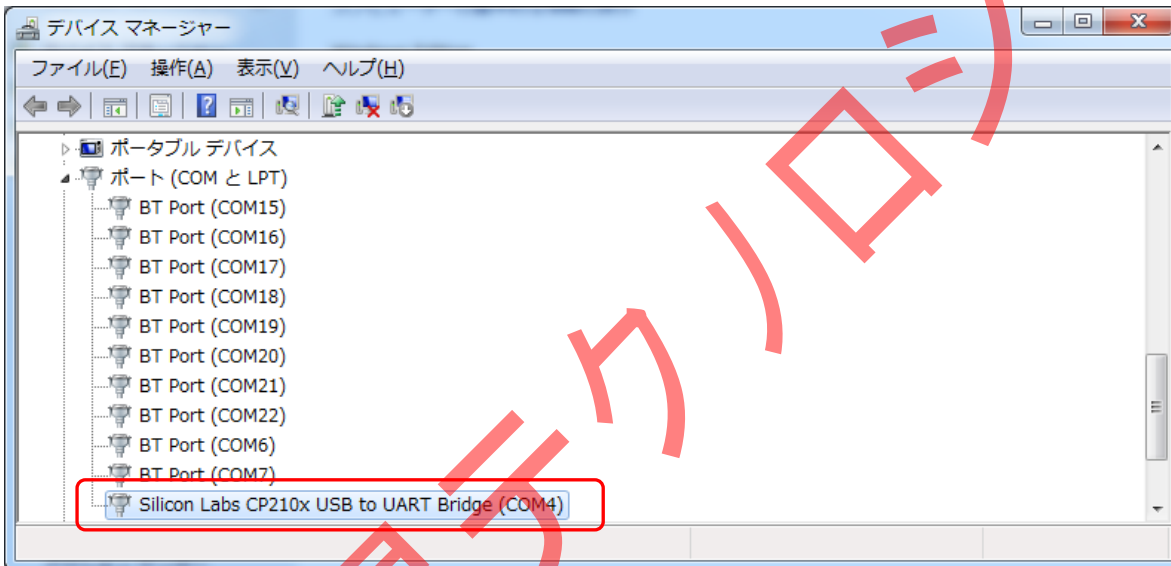 デバイス マネージャー
ファイル(F) 操作(A) 表示(V) ヘルプ(H)
ポータブル デバイス
ポート (COM と LPT)
BT Port (COM15)
BT Port (COM16)
BT Port (COM17)
BT Port (COM18)
BT Port (COM19)
BT Port (COM20)
BT Port (COM21)
BT Port (COM22)
BT Port (COM6)
BT Port (COM7)
Silicon Labs CP210x USB to UART Bridge (COM4)
テクノロジ